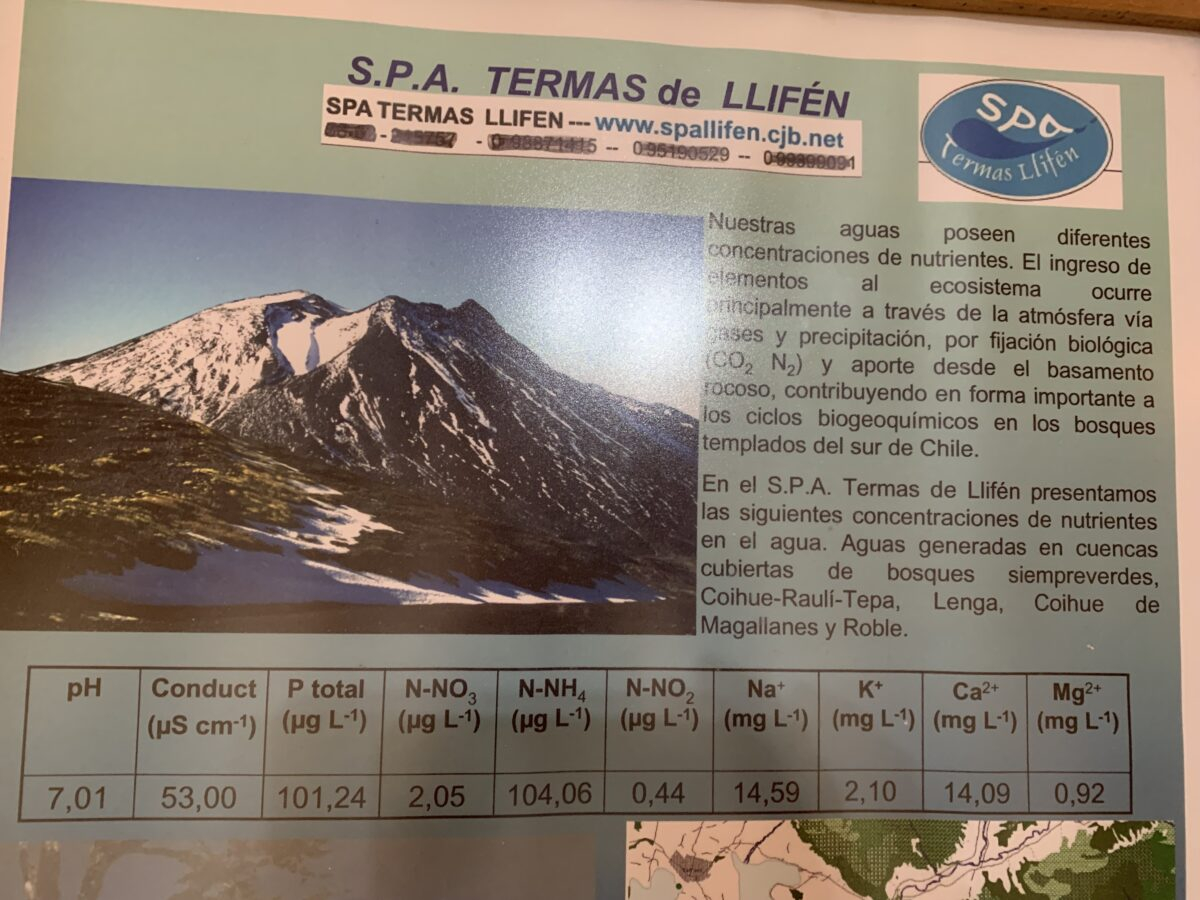 S.P.A. TERMAS de LLIFÉN
SPA TERMAS LLIFEN --- www.spallifen.cjb.net
215757 - 0-98871415 -- 095190529 -- 099399091
Spa
Termas Llifén
Nuestras aguas poseen diferentes
concentraciones de nutrientes. El ingreso de
elementos al ecosistema ocurre
principalmente a través de la atmósfera vía
gases y precipitación, por fijación biológica
(CO₂ N₂) y aporte desde el basamento
rocoso, contribuyendo en forma importante a
los ciclos biogeoquímicos en los bosques
templados del sur de Chile.
En el S.P.A. Termas de Llifén presentamos
las siguientes concentraciones de nutrientes
en el agua. Aguas generadas en cuencas
cubiertas de bosques siempreverdes,
Coihue-Raulí-Tepa, Lenga, Coihue de
Magallanes y Roble.
pH Conduct P total N-NO₃ N-NH₄ N-NO₂ Na⁺ K⁺ Ca²⁺ Mg²⁺
(µS cm⁻¹) (µg L⁻¹) (µg L⁻¹) (µg L⁻¹) (µg L⁻¹) (mg L⁻¹) (mg L⁻¹) (mg L⁻¹) (mg L⁻¹)
7,01 53,00 101,24 2,05 104,06 0,44 14,59 2,10 14,09 0,92